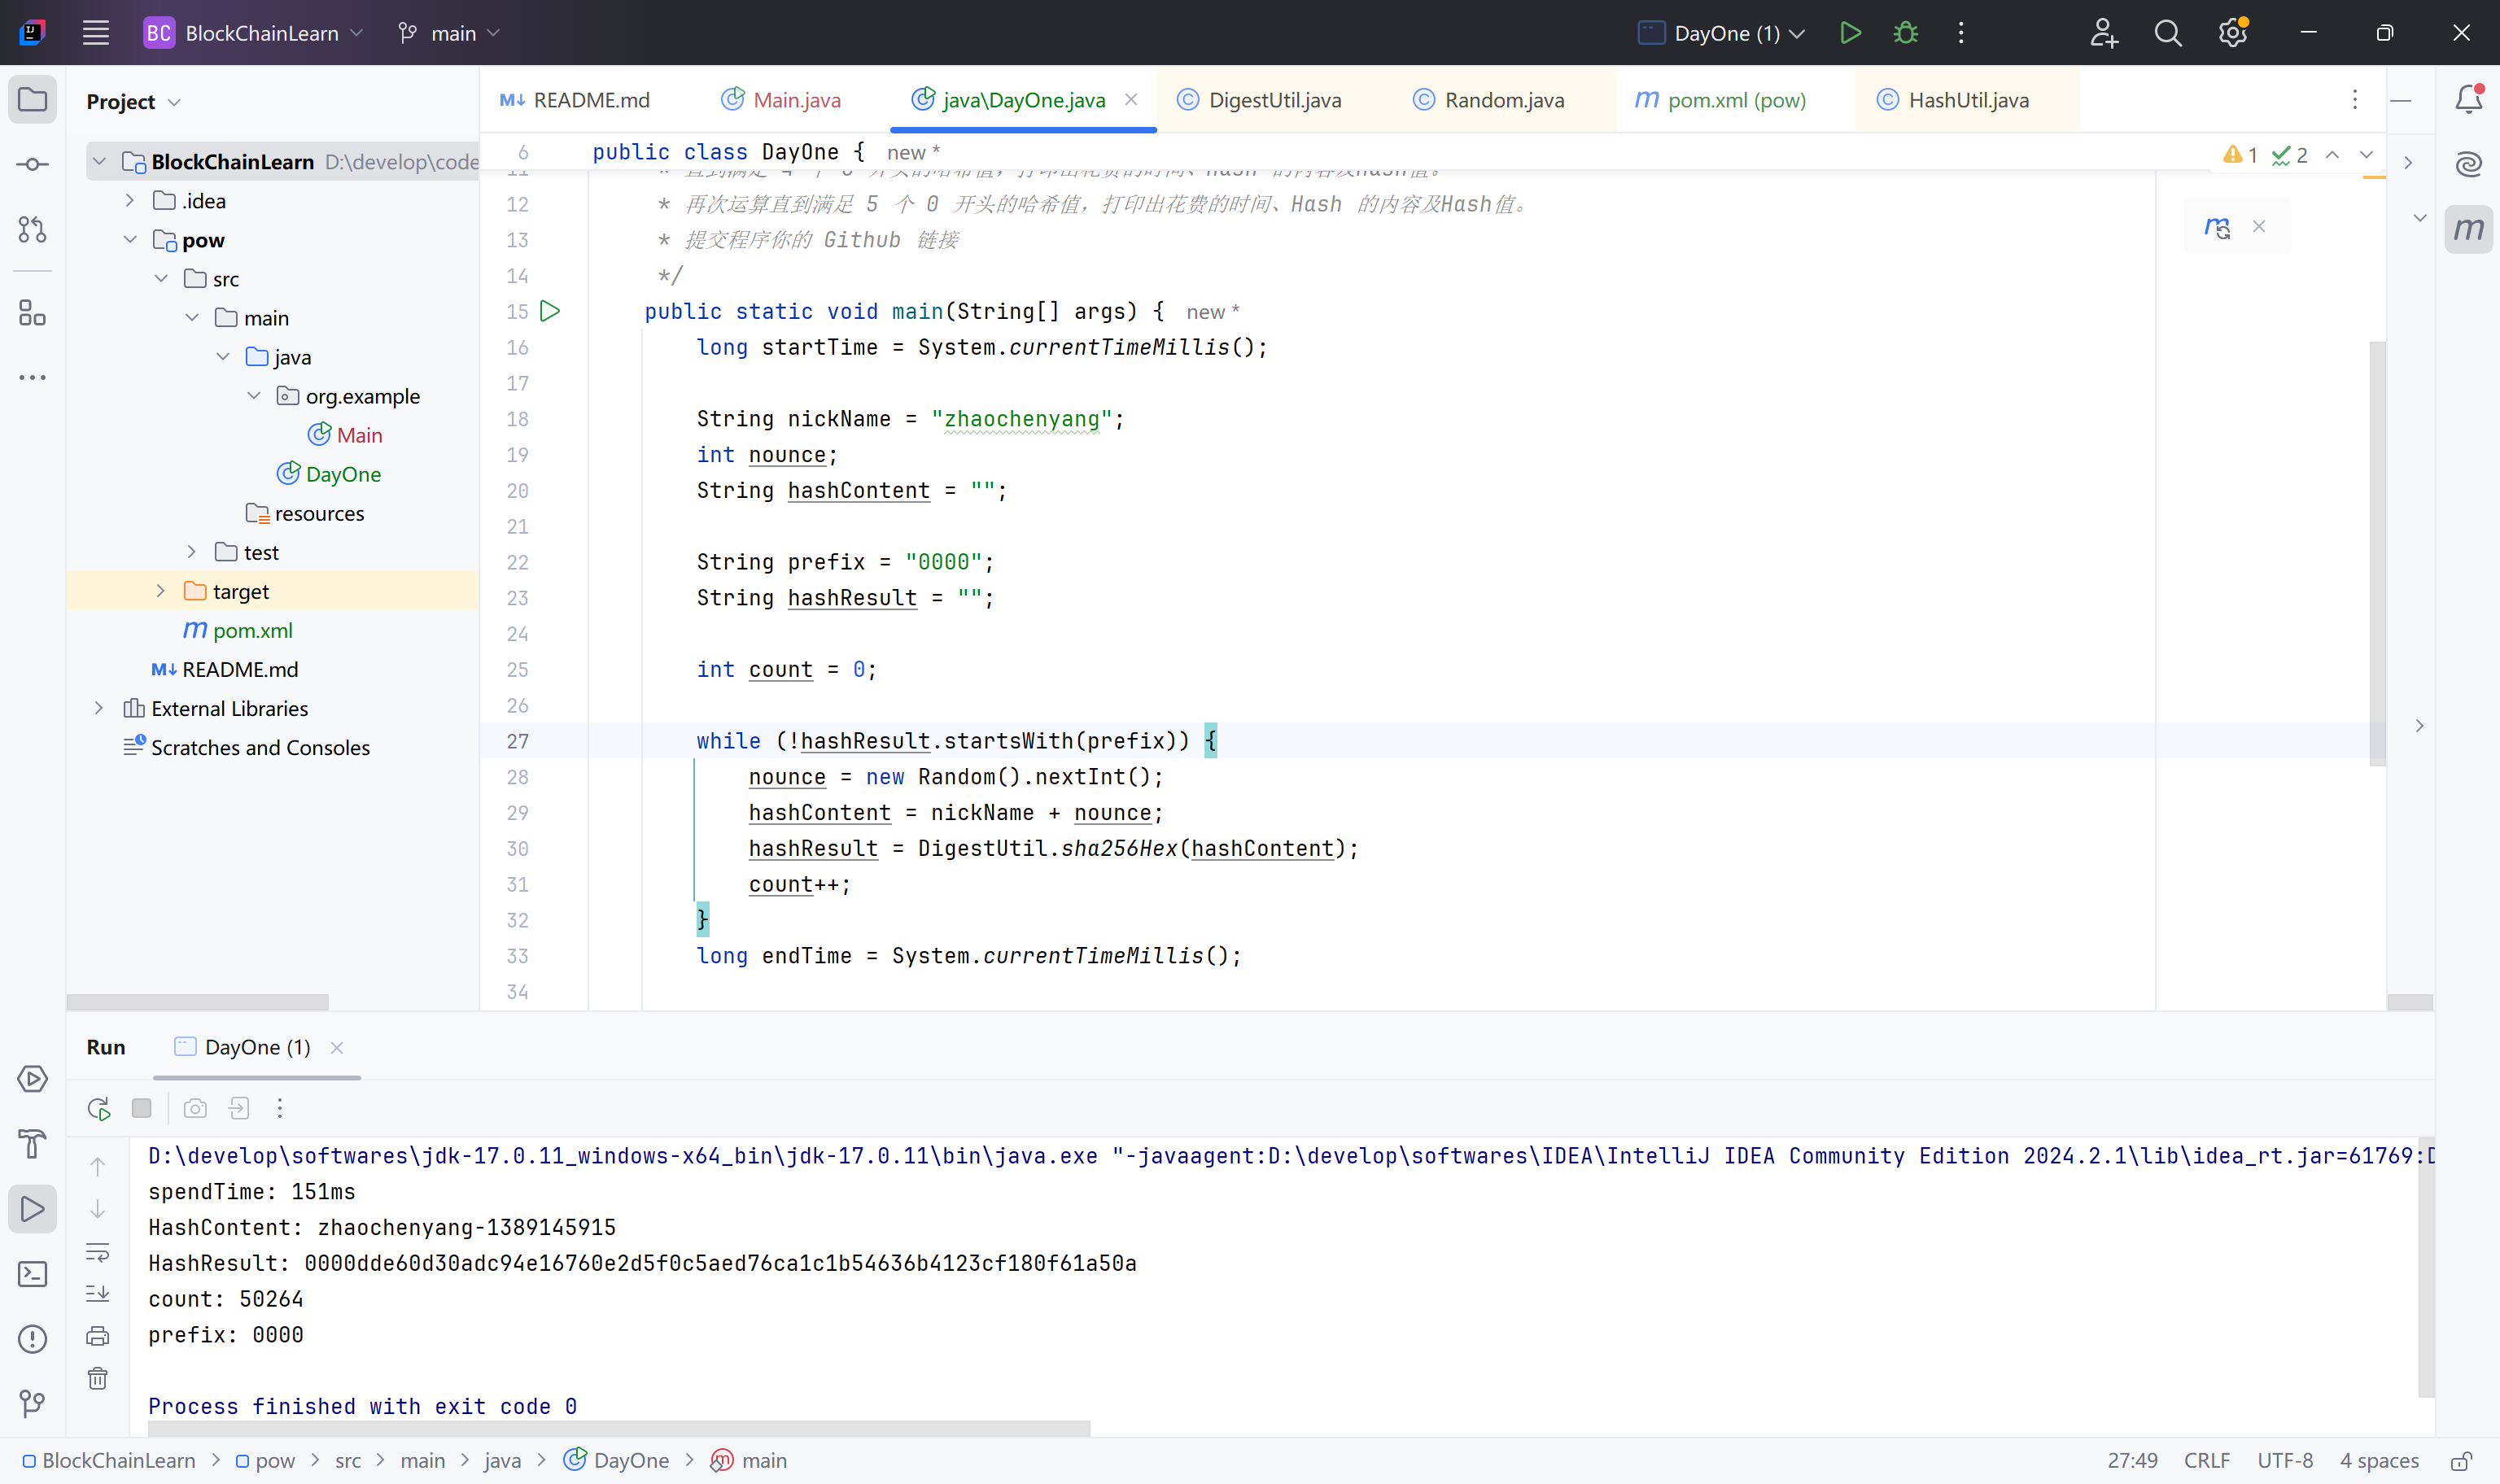 BC BlockChainLearn main DayOne (1)
Project
README.md Main.java java\DayOne.java DigestUtil.java Random.java pom.xml (pow) HashUtil.java
BlockChainLearn D:\develop\code
.idea
pow
src
main
java
org.example
Main
DayOne
resources
test
target
pom.xml
README.md
External Libraries
Scratches and Consoles
6 public class DayOne { new *
1 2
12 * 再次运算直到满足 5 个 0 开头的哈希值，打印出花费的时间、Hash 的内容及Hash值。
13 * 提交程序你的 Github 链接
14 */
15 public static void main(String[] args) { new *
16 long startTime = System.currentTimeMillis();
17
18 String nickName = "zhaochenyang";
19 int nounce;
20 String hashContent = "";
21
22 String prefix = "0000";
23 String hashResult = "";
24
25 int count = 0;
26
27 while (!hashResult.startsWith(prefix)) {
28 nounce = new Random().nextInt();
29 hashContent = nickName + nounce;
30 hashResult = DigestUtil.sha256Hex(hashContent);
31 count++;
32 }
33 long endTime = System.currentTimeMillis();
34
Run DayOne (1)
D:\develop\softwares\jdk-17.0.11_windows-x64_bin\jdk-17.0.11\bin\java.exe "-javaagent:D:\develop\softwares\IDEA\IntelliJ IDEA Community Edition 2024.2.1\lib\idea_rt.jar=61769:D
spendTime: 151ms
HashContent: zhaochenyang-1389145915
HashResult: 0000dde60d30adc94e16760e2d5f0c5aed76ca1c1b54636b4123cf180f61a50a
count: 50264
prefix: 0000
Process finished with exit code 0
BlockChainLearn > pow > src > main > java > DayOne > main 27:49 CRLF UTF-8 4 spaces